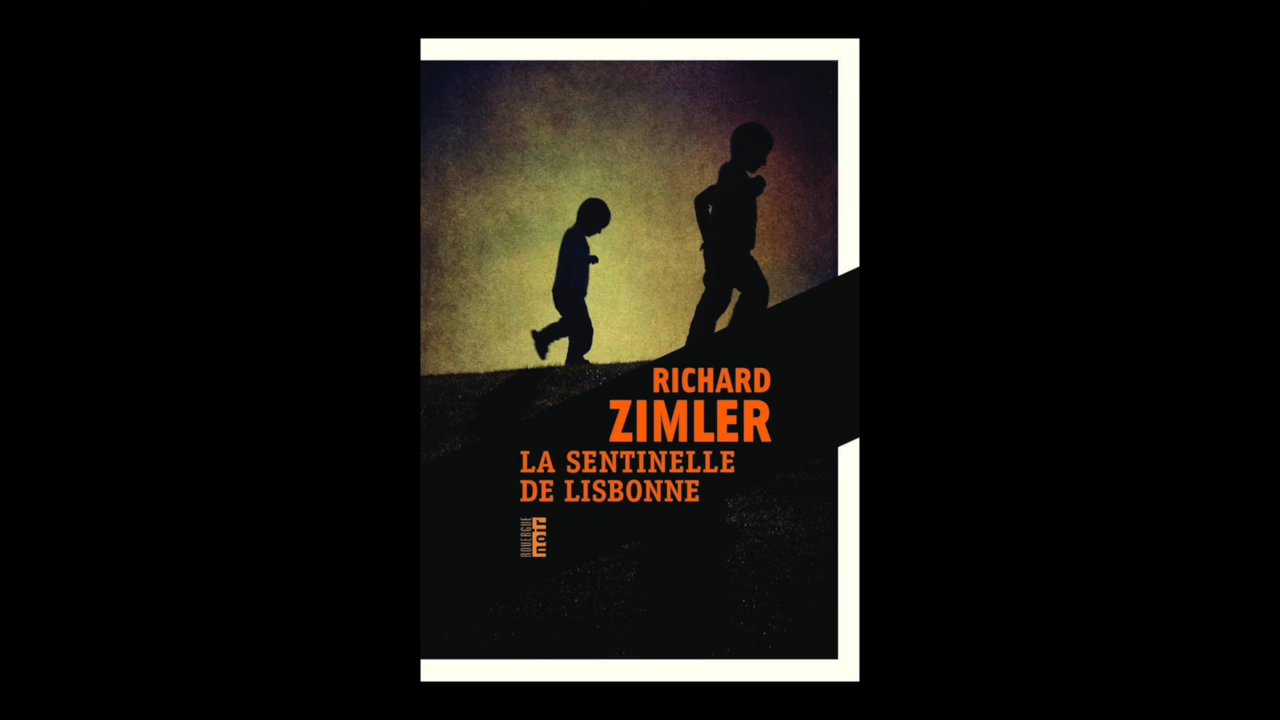 RICHARD
ZIMLER
LA SENTINELLE
DE LISBONNE
ROUERGUE
noir